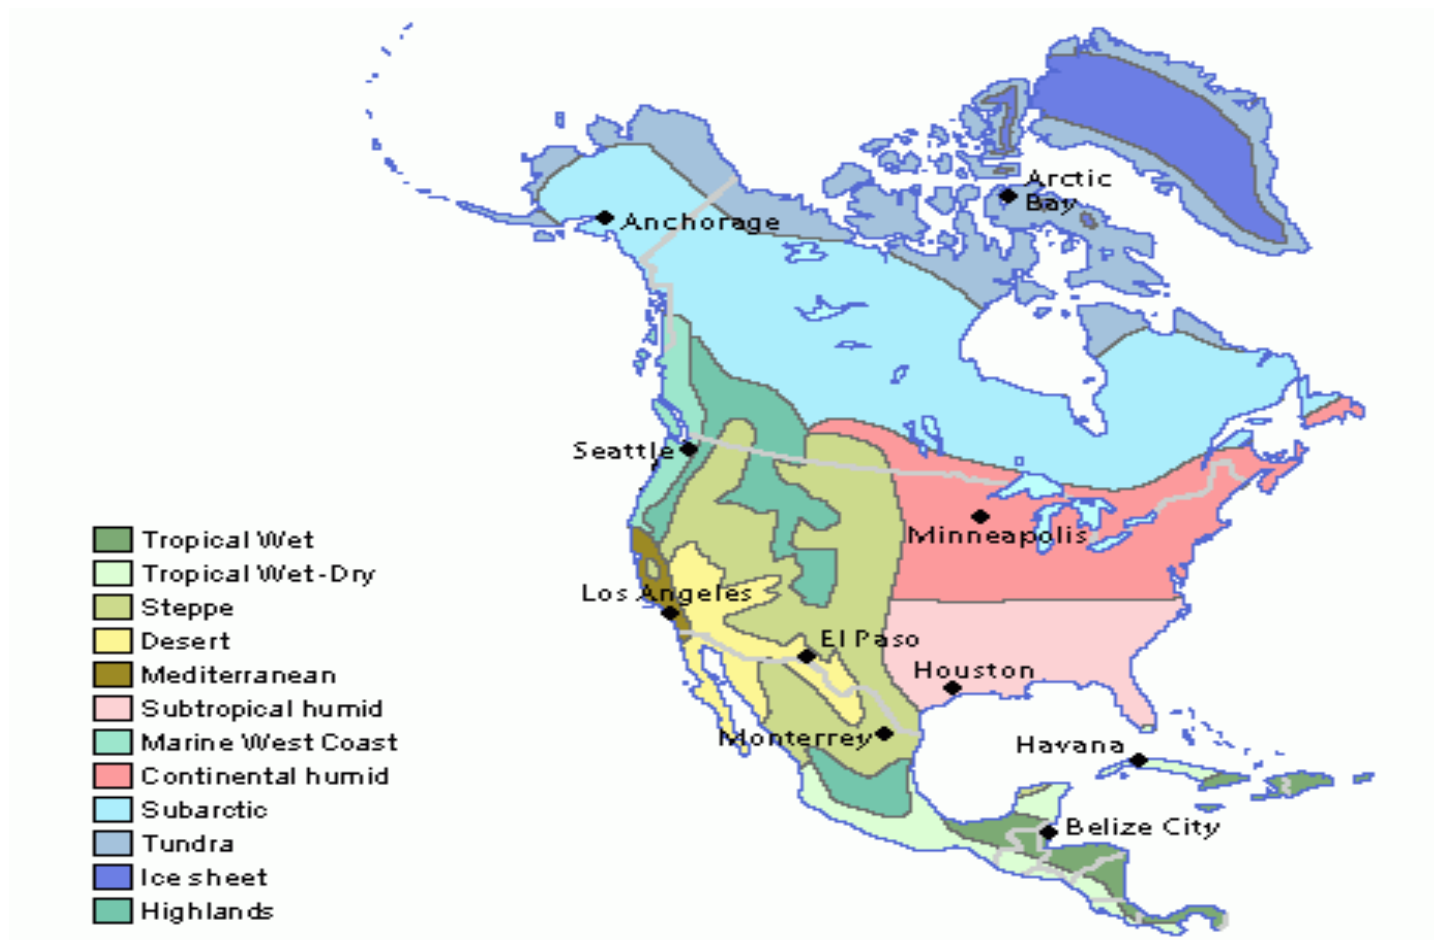 Arctic
Bay
Anchorage
Seattle
Minneapolis
Los Angeles
El Paso
Houston
Monterrey
Havana
Belize City
Tropical Wet
Tropical Wet-Dry
Steppe
Desert
Mediterranean
Subtropical humid
Marine West Coast
Continental humid
Subarctic
Tundra
Ice sheet
Highlands